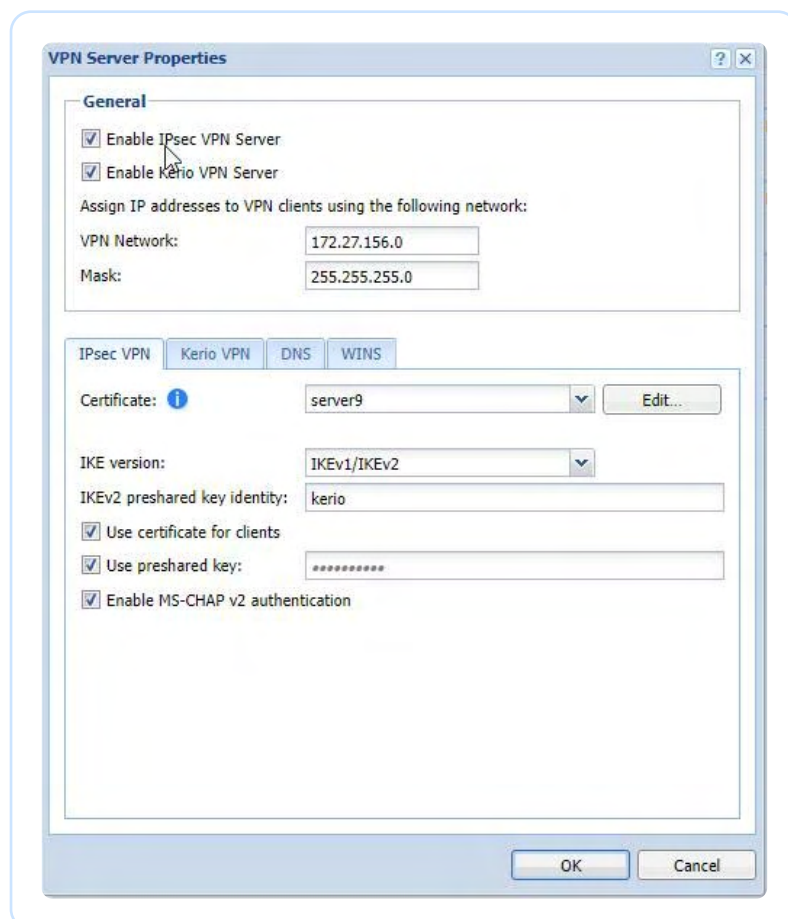 VPN Server Properties
General
Enable IPsec VPN Server
Enable Kerio VPN Server
Assign IP addresses to VPN clients using the following network:
VPN Network: 172.27.156.0
Mask: 255.255.255.0
IPsec VPN Kerio VPN DNS WINS
Certificate: server9 Edit...
IKE version: IKEv1/IKEv2
IKEv2 preshared key identity: kerio
Use certificate for clients
Use preshared key: **********
Enable MS-CHAP v2 authentication
OK Cancel